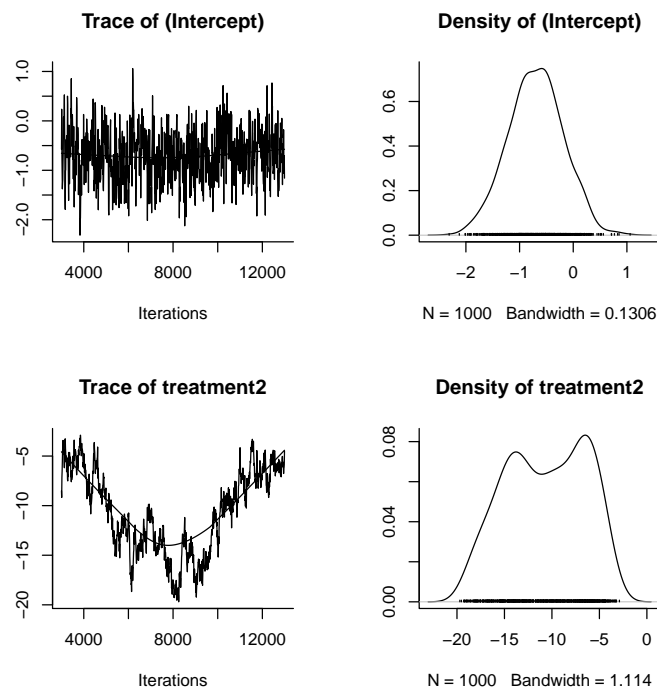 Trace of (Intercept)
1.0
0.0
−1.0
−2.0
4000 8000 12000
Iterations
Density of (Intercept)
0.6
0.4
0.2
0.0
−2 −1 0 1
N = 1000 Bandwidth = 0.1306
Trace of treatment2
−5
−10
−15
−20
4000 8000 12000
Iterations
Density of treatment2
0.08
0.04
0.00
−20 −15 −10 −5 0
N = 1000 Bandwidth = 1.114